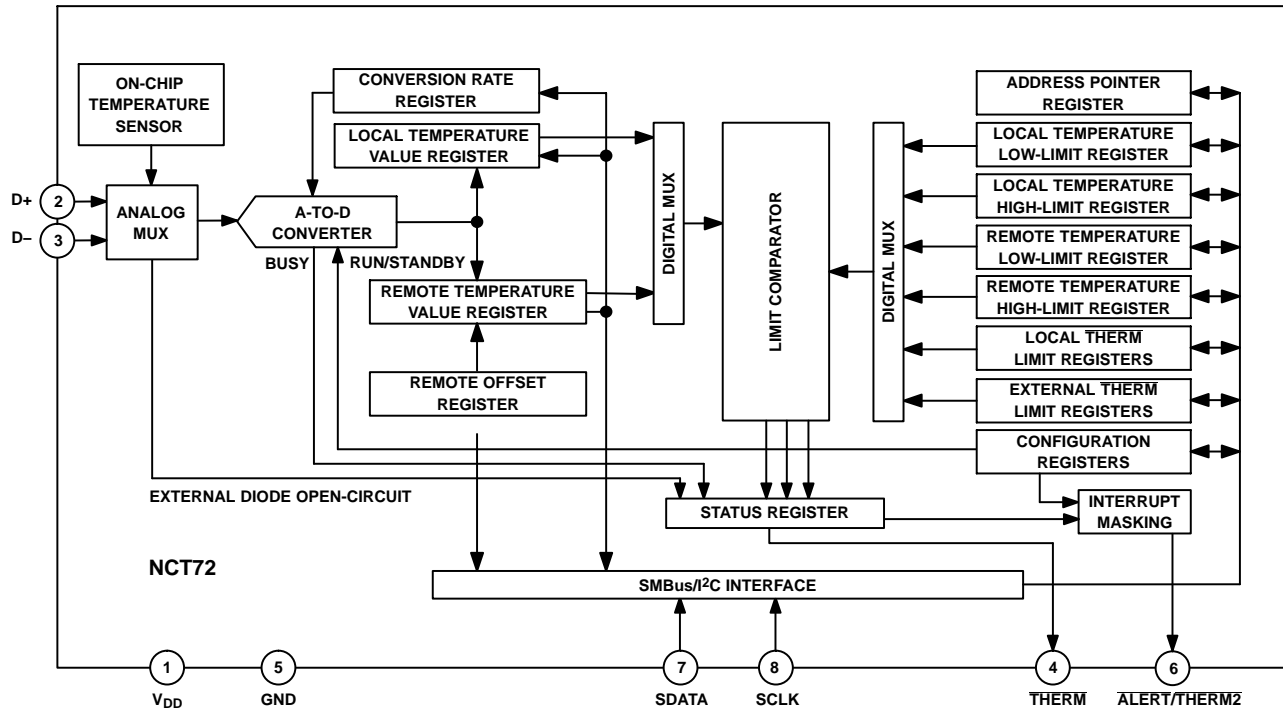 ON-CHIP
TEMPERATURE
SENSOR
CONVERSION RATE
REGISTER
LOCAL TEMPERATURE
VALUE REGISTER
D+
2
D–
3
ANALOG
MUX
A-TO-D
CONVERTER
BUSY
RUN/STANDBY
REMOTE TEMPERATURE
VALUE REGISTER
REMOTE OFFSET
REGISTER
DIGITAL MUX
LIMIT COMPARATOR
DIGITAL MUX
ADDRESS POINTER
REGISTER
LOCAL TEMPERATURE
LOW-LIMIT REGISTER
LOCAL TEMPERATURE
HIGH-LIMIT REGISTER
REMOTE TEMPERATURE
LOW-LIMIT REGISTER
REMOTE TEMPERATURE
HIGH-LIMIT REGISTER
LOCAL THERM
LIMIT REGISTERS
EXTERNAL THERM
LIMIT REGISTERS
CONFIGURATION
REGISTERS
EXTERNAL DIODE OPEN-CIRCUIT
STATUS REGISTER
INTERRUPT
MASKING
NCT72
SMBus/I2C INTERFACE
1
VDD
5
GND
7
SDATA
8
SCLK
4
THERM
6
ALERT/THERM2